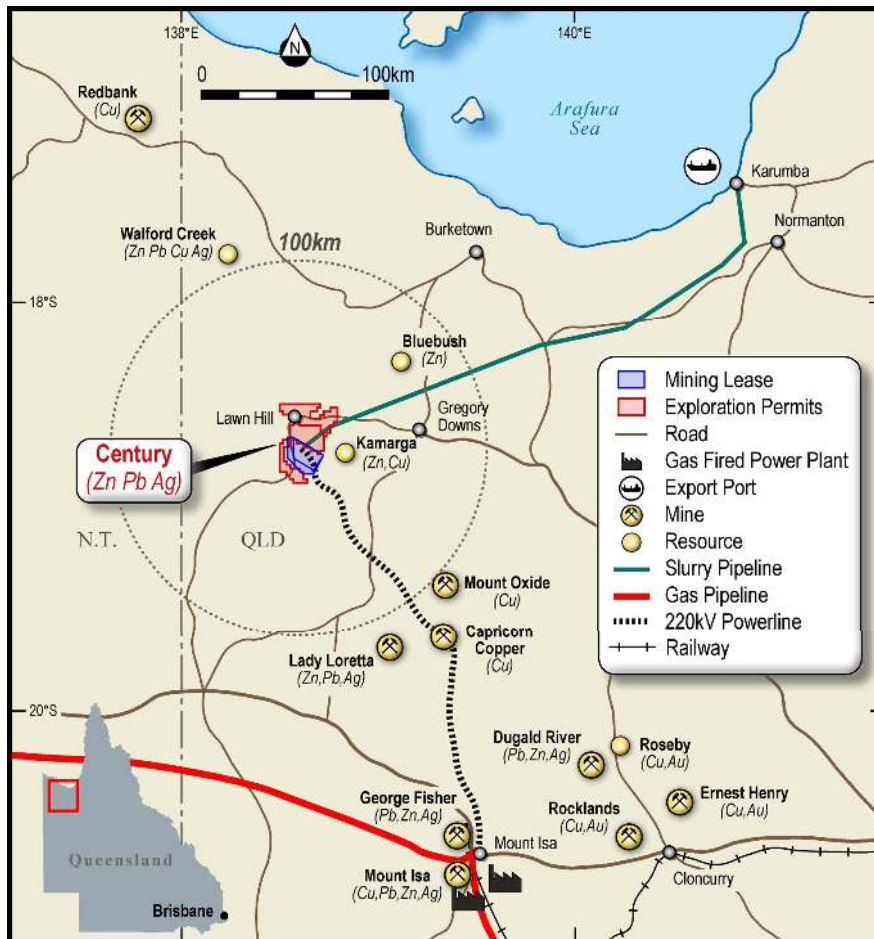 138°E
140°E
N
0
100km
Redbank
(Cu)
Arafura
Sea
Karumba
Normanton
Walford Creek
(Zn Pb Cu Ag)
100km
Burketown
18°S
Bluebush
(Zn)
Lawn Hill
Gregory
Downs
Century
(Zn Pb Ag)
Kamarga
(Zn,Cu)
N.T.
QLD
Mount Oxide
(Cu)
Capricorn
Copper
(Cu)
Lady Loretta
(Zn,Pb,Ag)
Mining Lease
Exploration Permits
Road
Gas Fired Power Plant
Export Port
Mine
Resource
Slurry Pipeline
Gas Pipeline
220kV Powerline
Railway
20°S
Dugald River
(Pb,Zn,Ag)
Roseby
(Cu,Au)
George Fisher
(Pb,Zn,Ag)
Rocklands
(Cu,Au)
Ernest Henry
(Cu,Au)
Mount Isa
Mount Isa
(Cu,Pb,Zn,Ag)
Cloncurry
Queensland
Brisbane